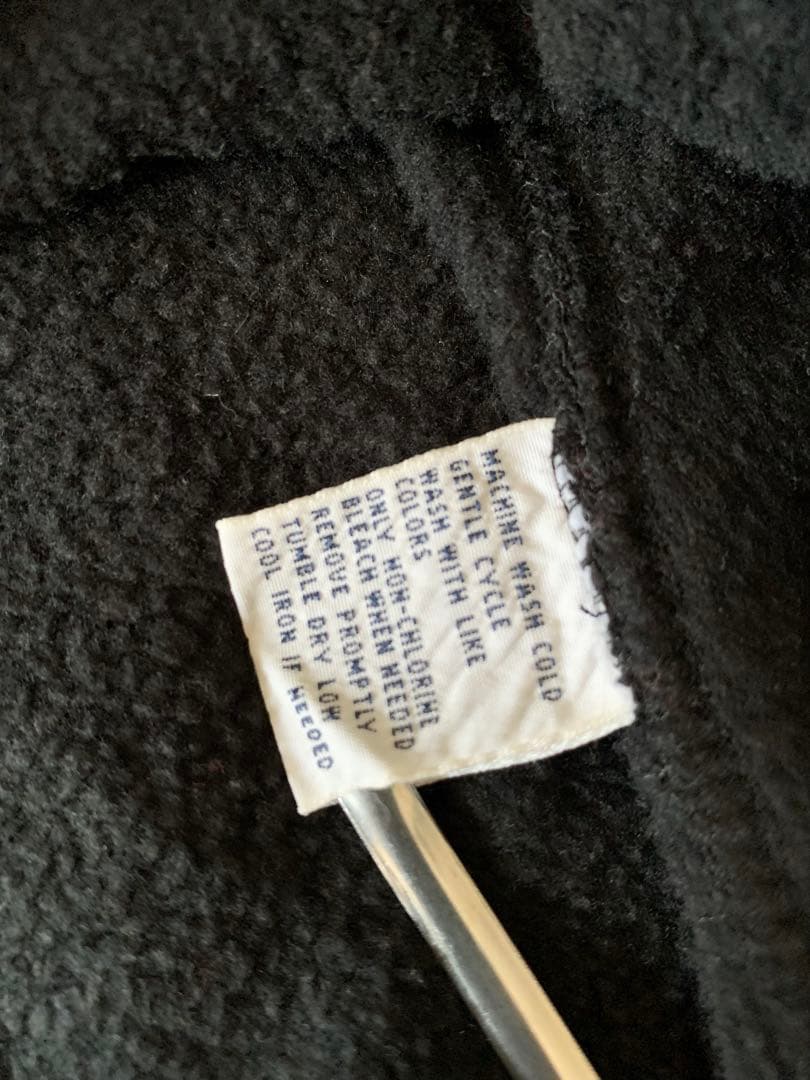 MACHINE WASH COLD
GENTLE CYCLE
WASH WITH LIKE
COLORS
ONLY NON-CHLORINE
BLEACH WHEN NEEDED
REMOVE PROMPTLY
TUMBLE DRY LOW
COOL IRON IF NEEDED